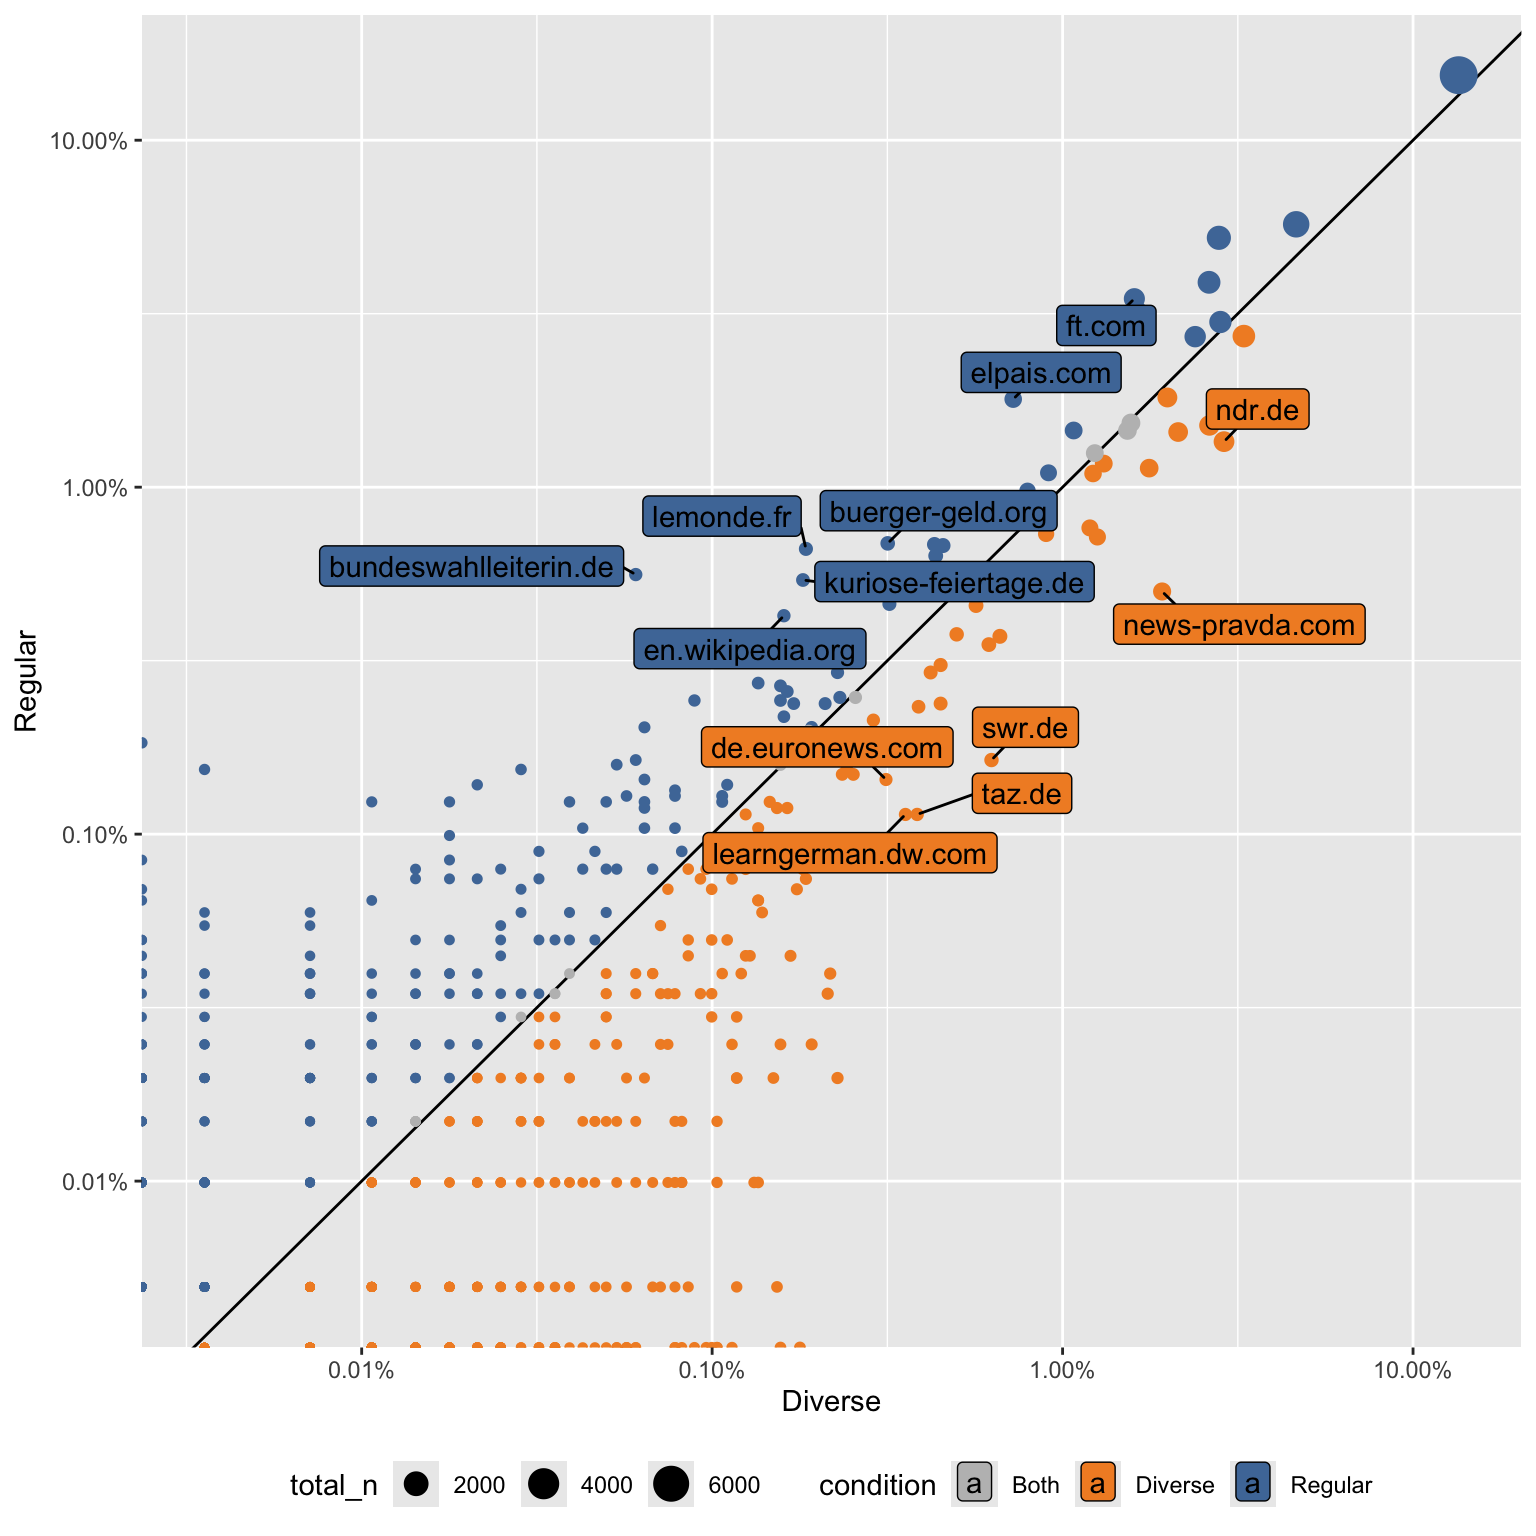 10.00%
ft.com
elpais.com
ndr.de
1.00%
lemonde.fr
buerger-geld.org
bundeswahlleiterin.de
kuriose-feiertage.de
news-pravda.com
en.wikipedia.org
Regular
swr.de
de.euronews.com
taz.de
0.10%
learngerman.dw.com
0.01%
0.01% 0.10% 1.00% 10.00%
Diverse
total_n 2000 4000 6000 condition a Both a Diverse a Regular